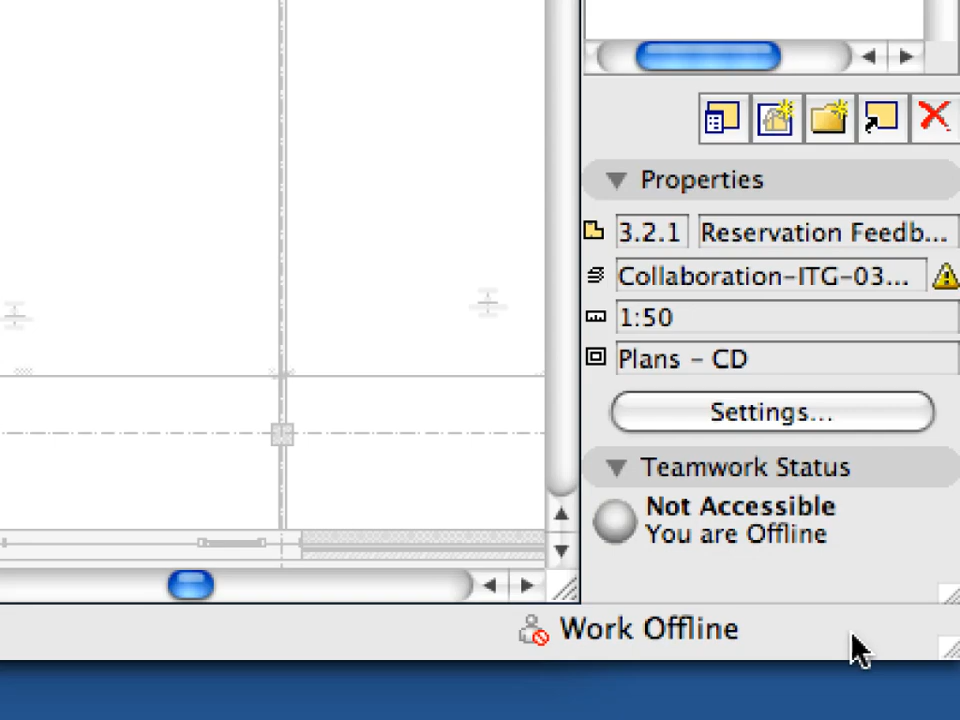 Properties
3.2.1 Reservation Feedb...
Collaboration-ITG-03...
1:50
Plans - CD
Settings...
Teamwork Status
Not Accessible
You are Offline
Work Offline